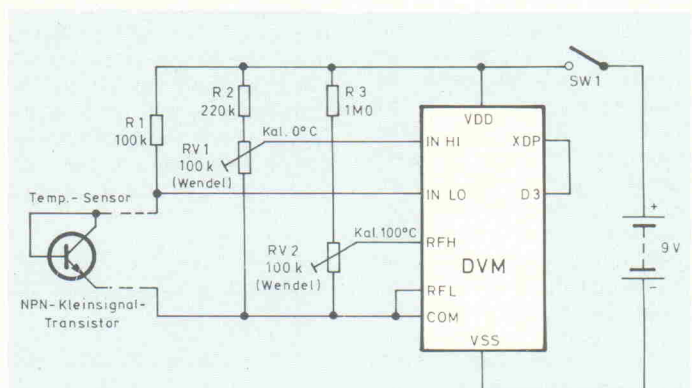 R1
100k
R2
220k
R3
1M0
SW1
RV1
100k
(Wendel)
Kal. 0°C
Temp.- Sensor
NPN-Kleinsignal-
Transistor
RV2
100k
(Wendel)
Kal.100°C
VDD
IN HI
XDP
IN LO
D3
RFH
DVM
RFL
COM
VSS
+
9V
-